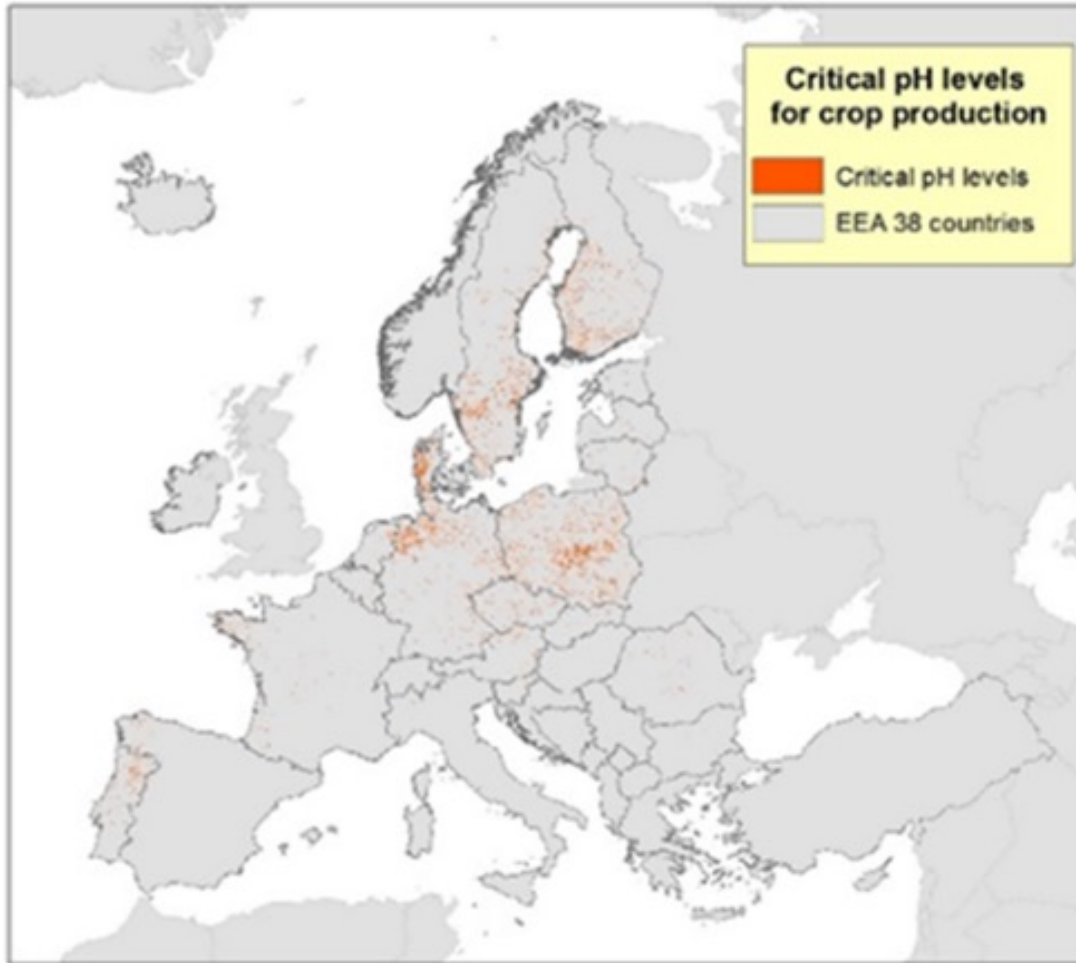 Critical pH levels
for crop production
Critical pH levels
EEA 38 countries